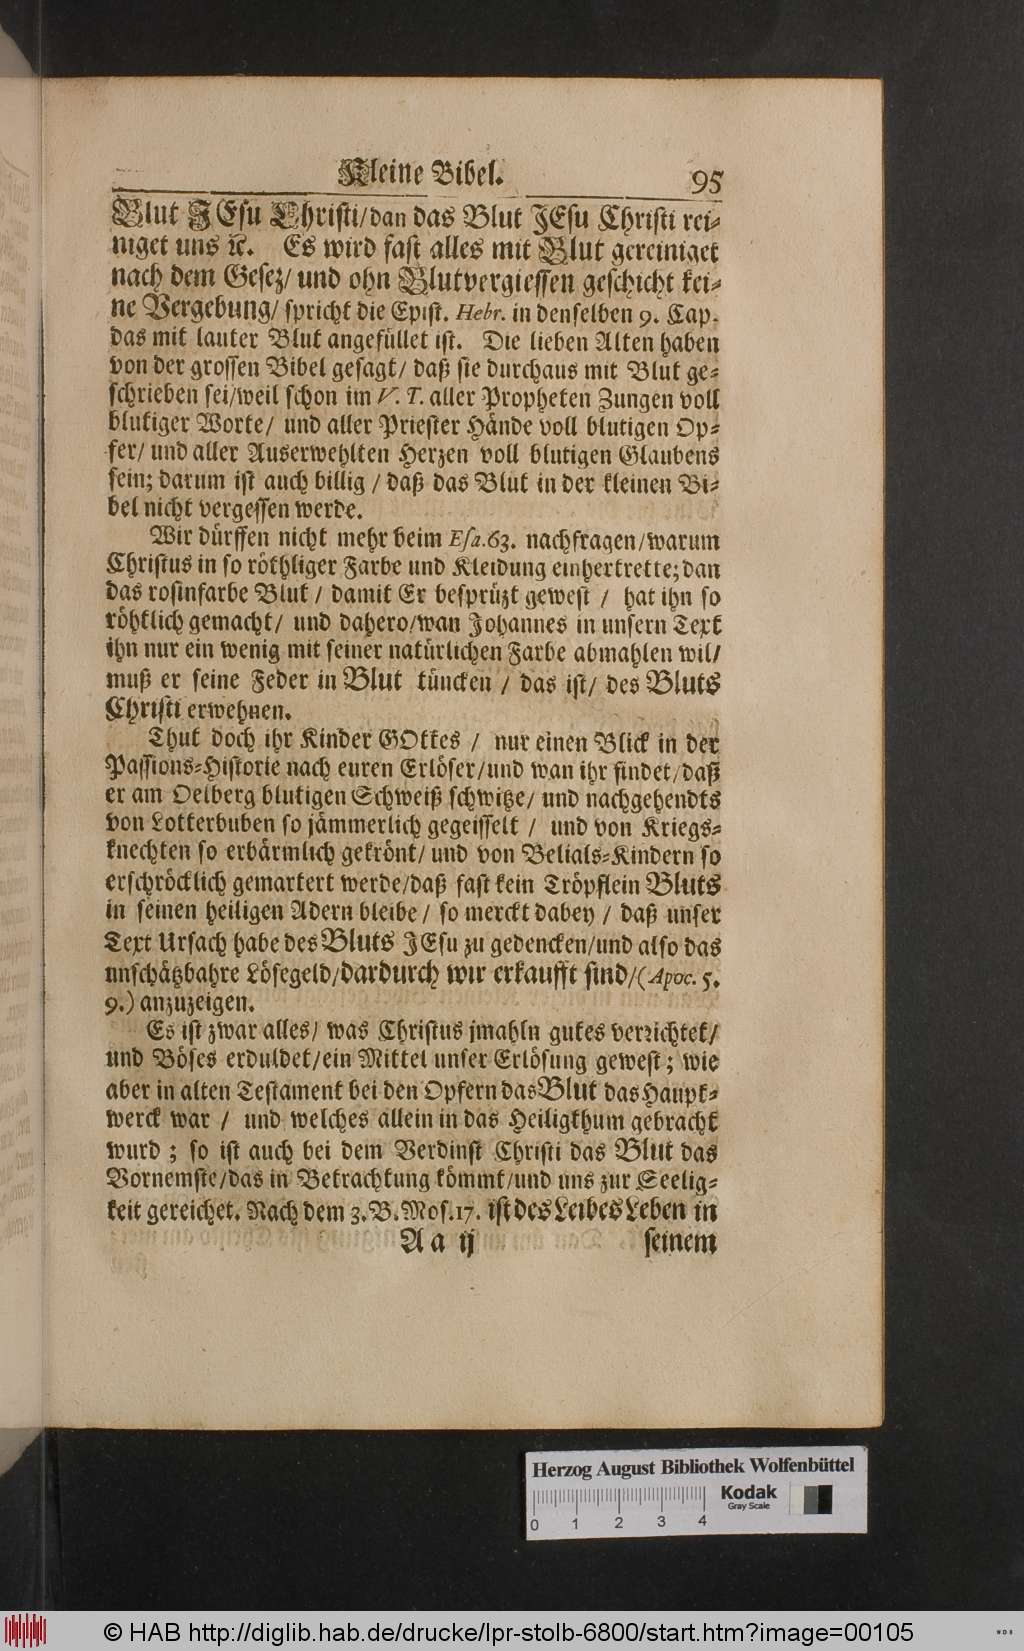 Kleine Bibel. 95
Blut JEsu Christi/dan das Blut JEsu Christi rei-
niget uns ꝛc. Es wird fast alles mit Blut gereiniget
nach dem Gesez/ und ohn Blutvergiessen geschicht kei-
ne Vergebung/ spricht die Epist. Hebr. in denselben 9. Cap.
das mit lauter Blut angefüllet ist. Die lieben Alten haben
von der grossen Bibel gesagt/ daß sie durchaus mit Blut ge-
schrieben sei/weil schon im V. T. aller Propheten Zungen voll
blutiger Worte/ und aller Priester Hände voll blutigen Op-
fer/ und aller Auserwehlten Herzen voll blutigen Glaubens
sein; darum ist auch billig / daß das Blut in der kleinen Bi-
bel nicht vergessen werde.
Wir dürffen nicht mehr beim Esa.63. nachfragen/warum
Christus in so röthliger Farbe und Kleidung einhertrette; dan
das rosinfarbe Blut / damit Er besprüzt gewest / hat ihn so
röhtlich gemacht/ und dahero/wan Johannes in unsern Text
ihn nur ein wenig mit seiner natürlichen Farbe abmahlen wil/
muß er seine Feder in Blut tüncken / das ist/ des Bluts
Christi erwehnen.
Thut doch ihr Kinder GOttes / nur einen Blick in der
Passions-Historie nach euren Erlöser/und wan ihr findet/daß
er am Oelberg blutigen Schweiß schwitze/ und nachgehendts
von Lotterbuben so jämmerlich gegeisselt / und von Kriegs-
knechten so erbärmlich gekrönt/ und von Belials-Kindern so
erschröcklich gemartert werde/daß fast kein Tröpflein Bluts
in seinen heiligen Adern bleibe / so merckt dabey / daß unser
Text Ursach habe des Bluts JEsu zu gedencken/und also das
unschätzbahre Lösegeld/dardurch wir erkaufft sind/(Apoc. 5.
9.) anzuzeigen.
Es ist zwar alles/ was Christus jmahln gutes verrichtet/
und Böses erduldet/ein Mittel unser Erlösung gewest; wie
aber in alten Testament bei den Opfern das Blut das Haupt-
werck war / und welches allein in das Heiligthum gebracht
wurd ; so ist auch bei dem Verdinst Christi das Blut das
Vornemste/das in Betrachtung kömmt/und uns zur Seelig-
keit gereichet. Nach dem 3. B. Mos. 17. ist des Leibes Leben in
A a ij seinem
Herzog August Bibliothek Wolfenbüttel
Kodak
Gray Scale
0 1 2 3 4
© HAB http://diglib.hab.de/drucke/lpr-stolb-6800/start.htm?image=00105